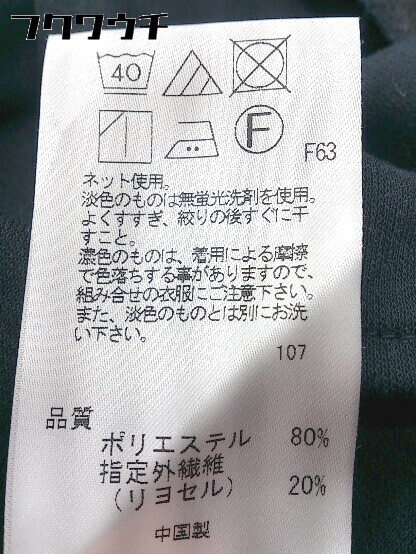 フクワウチ
40
F
F63
ネット使用。
淡色のものは無蛍光洗剤を使用。
よくすすぎ、絞りの後すぐに干
すこと。
濃色のものは、着用による摩擦
で色落ちする事がありますので、
組み合せの衣服にご注意下さい。
また、淡色のものとは別にお洗
い下さい。
107
品質
ポリエステル 80%
指定外繊維
(リヨセル) 20%
中国製